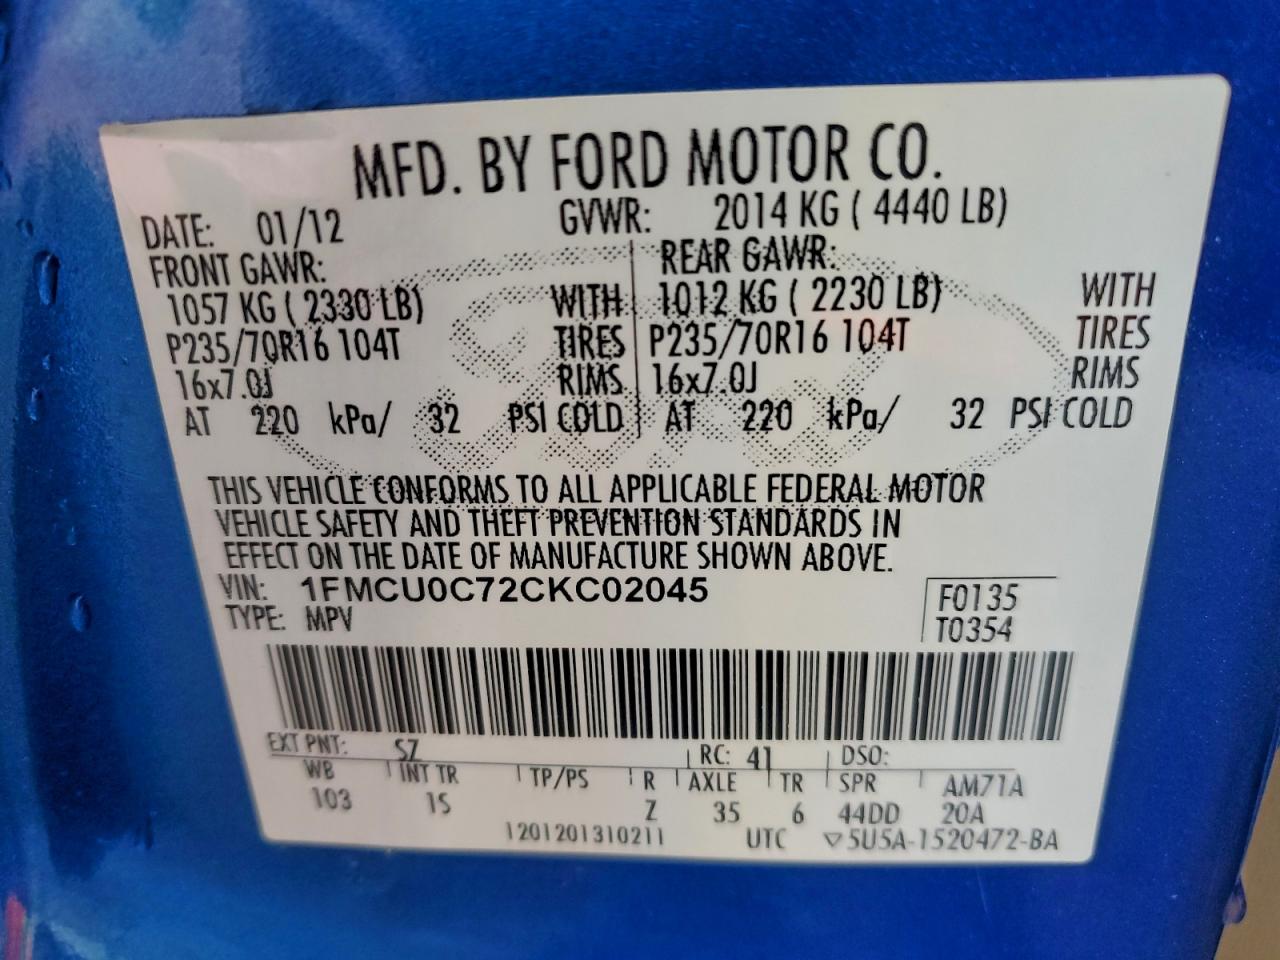 MFD. BY FORD MOTOR CO.
DATE: 01/12 GVWR: 2014 KG ( 4440 LB)
FRONT GAWR: REAR GAWR:
1057 KG ( 2330 LB) WITH 1012 KG ( 2230 LB) WITH
P235/70R16 104T TIRES P235/70R16 104T TIRES
16x7.0J RIMS 16x7.0J RIMS
AT 220 kPa/ 32 PSI COLD AT 220 kPa/ 32 PSI COLD
Ford
THIS VEHICLE CONFORMS TO ALL APPLICABLE FEDERAL MOTOR
VEHICLE SAFETY AND THEFT PREVENTION STANDARDS IN
EFFECT ON THE DATE OF MANUFACTURE SHOWN ABOVE.
VIN: 1FMCU0C72CKC02045 F0135
TYPE: MPV T0354
EXT PNT: SZ RC: 41 DSO:
WB INT TR TP/PS R AXLE TR SPR AM71A
103 1S Z 35 6 44DD 20A
1201201310211 UTC ▽5U5A-1520472-BA